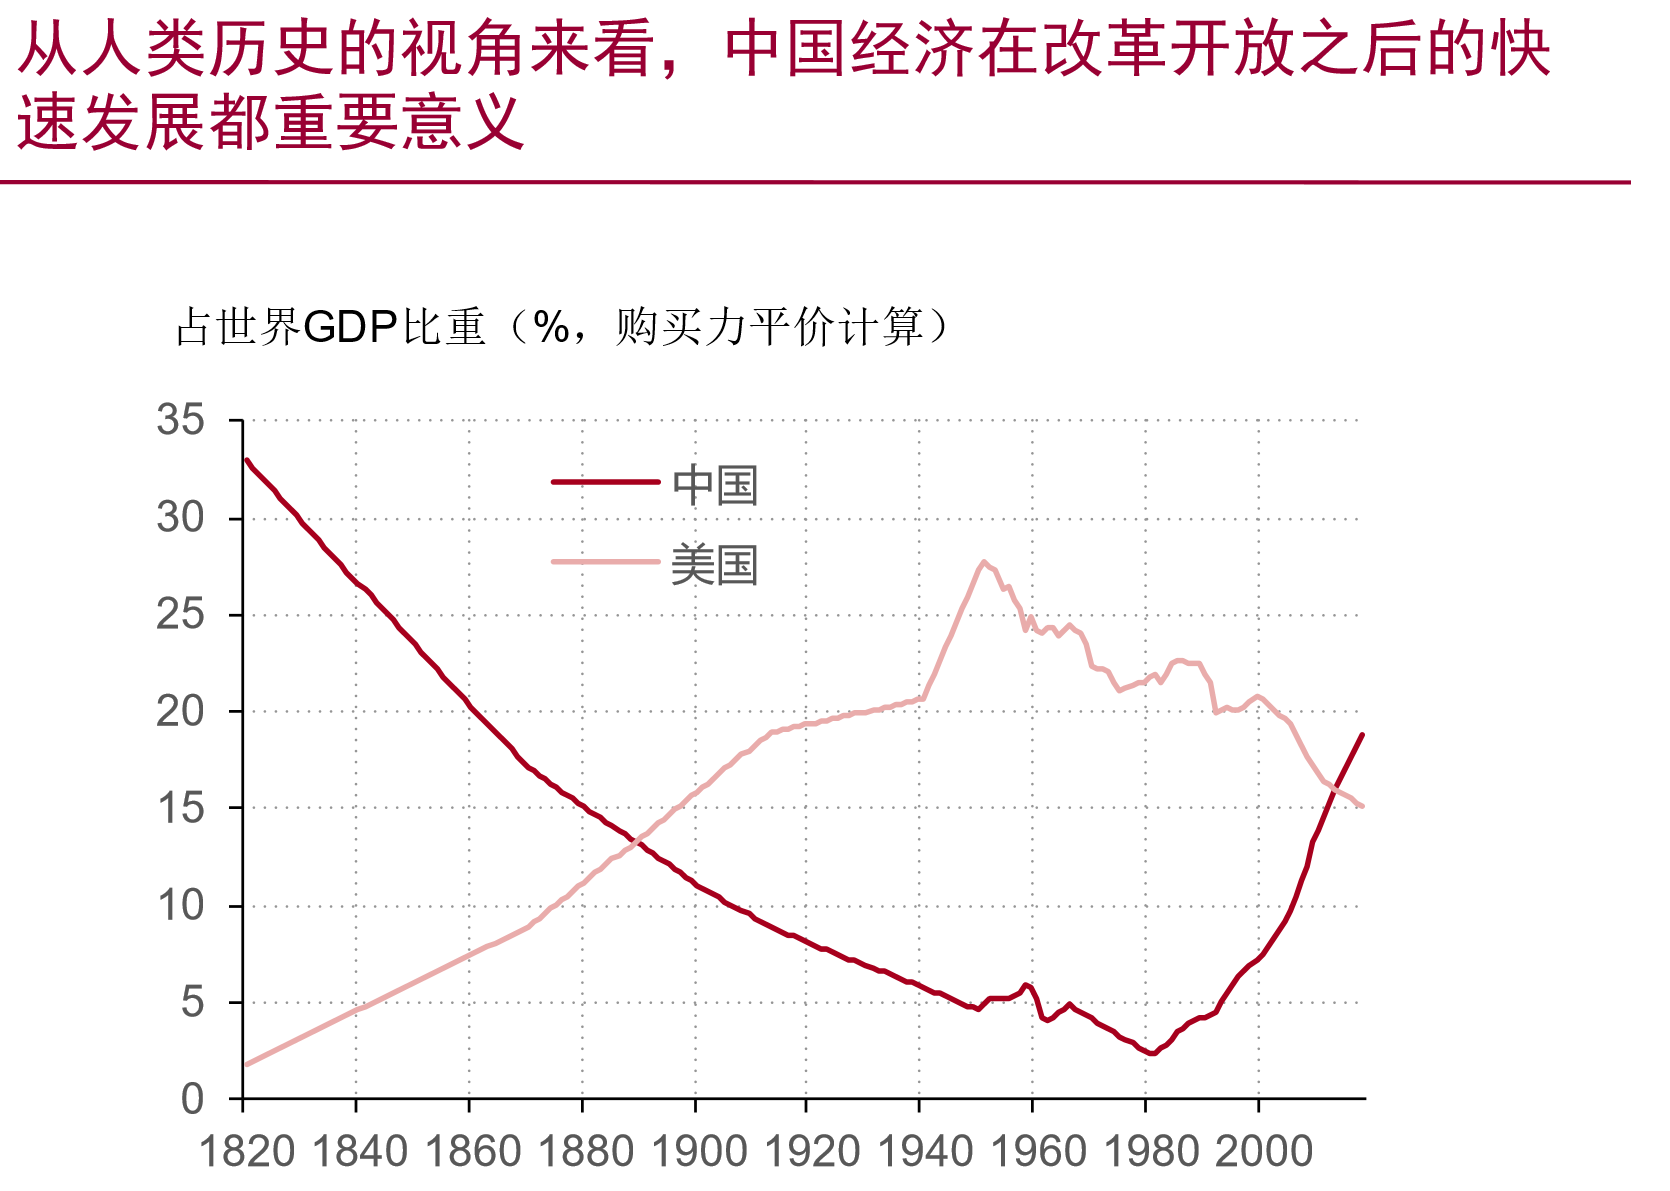 从人类历史的视角来看，中国经济在改革开放之后的快
速发展都重要意义
占世界GDP比重（%，购买力平价计算）
35
中国
30
美国
25
20
15
10
5
0
1820 1840 1860 1880 1900 1920 1940 1960 1980 2000